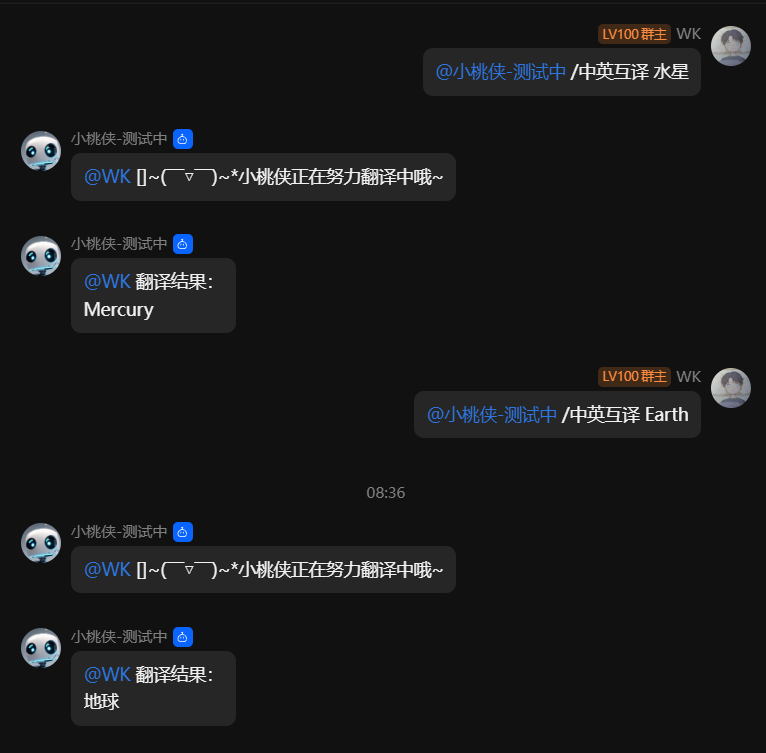 LV100 群主 WK
@小桃侠-测试中 /中英互译 水星
小桃侠-测试中
@WK []~(￣▽￣)~*小桃侠正在努力翻译中哦~
小桃侠-测试中
@WK 翻译结果：
Mercury
LV100 群主 WK
@小桃侠-测试中 /中英互译 Earth
08:36
小桃侠-测试中
@WK []~(￣▽￣)~*小桃侠正在努力翻译中哦~
小桃侠-测试中
@WK 翻译结果：
地球